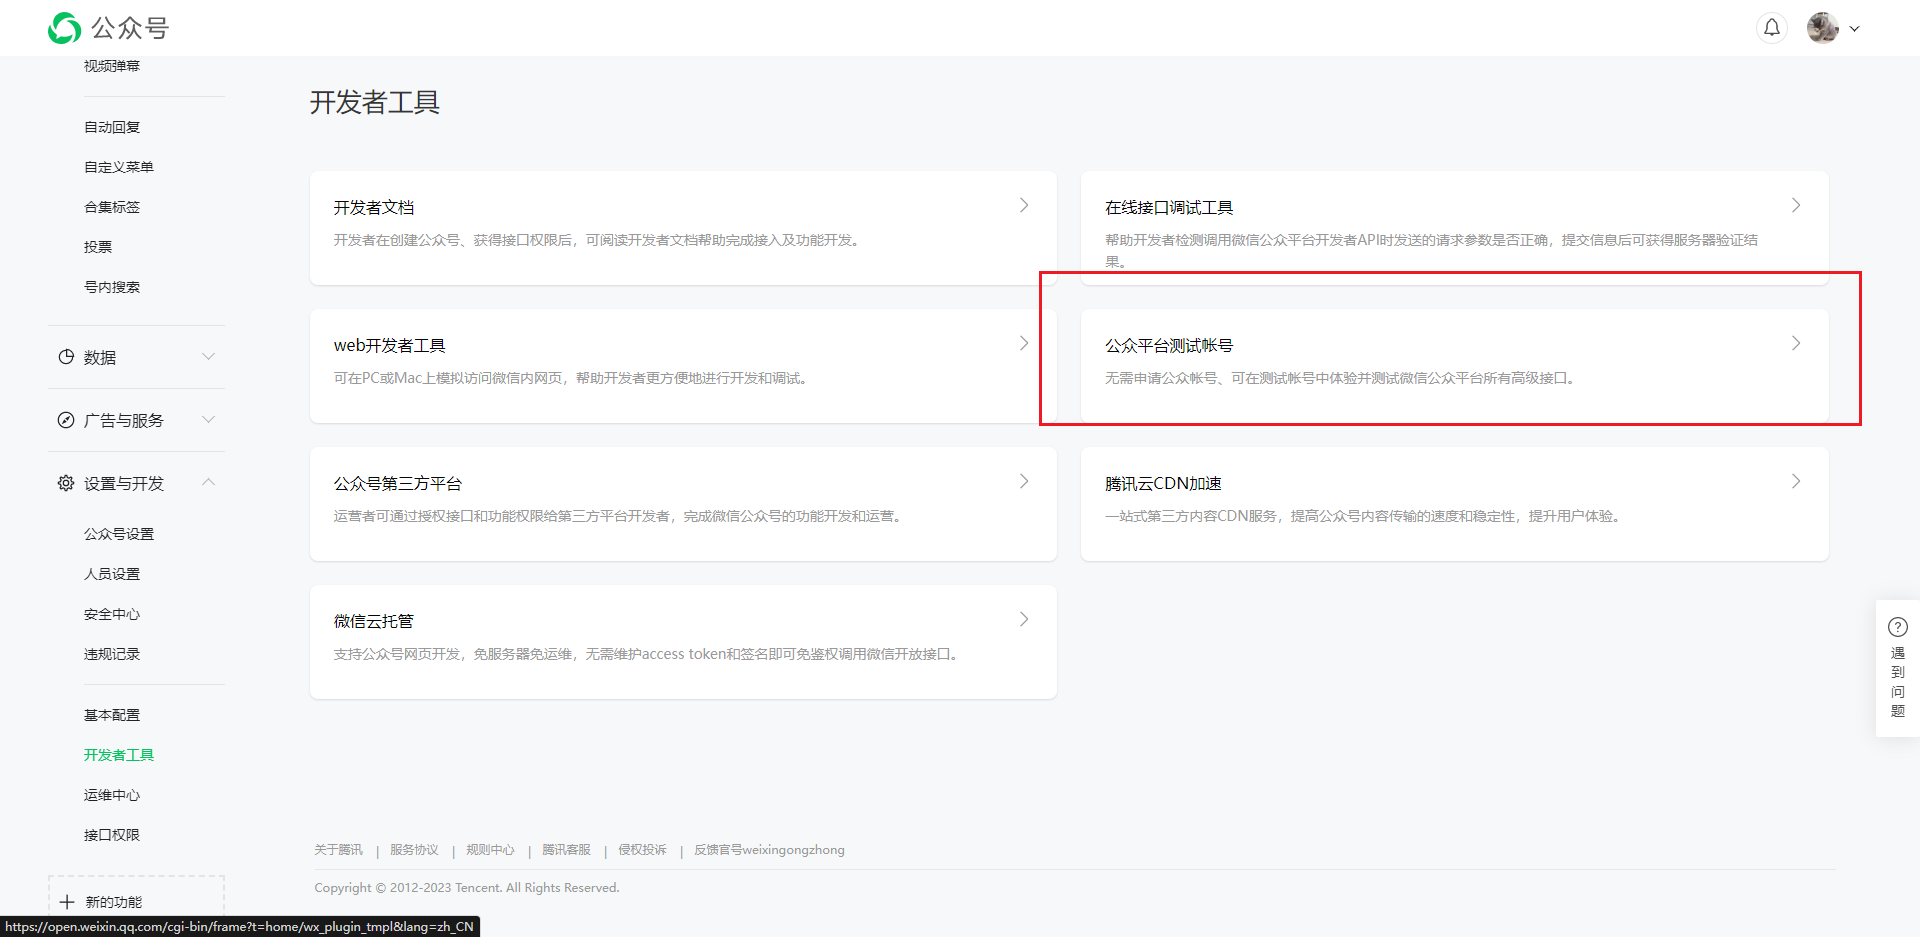 公众号
视频弹幕
自动回复
自定义菜单
合集标签
投票
号内搜索
数据
广告与服务
设置与开发
公众号设置
人员设置
安全中心
违规记录
基本配置
开发者工具
运维中心
接口权限
新的功能
开发者工具
开发者文档
开发者在创建公众号、获得接口权限后，可阅读开发者文档帮助完成接入及功能开发。
在线接口调试工具
帮助开发者检测调用微信公众平台开发者API时发送的请求参数是否正确，提交信息后可获得服务器验证结
果。
web开发者工具
可在PC或Mac上模拟访问微信内网页，帮助开发者更方便地进行开发和调试。
公众平台测试帐号
无需申请公众帐号、可在测试帐号中体验并测试微信公众平台所有高级接口。
公众号第三方平台
运营者可通过授权接口和功能权限给第三方平台开发者，完成微信公众号的功能开发和运营。
腾讯云CDN加速
一站式第三方内容CDN服务，提高公众号内容传输的速度和稳定性，提升用户体验。
微信云托管
支持公众号网页开发，免服务器免运维，无需维护access token和签名即可免鉴权调用微信开放接口。
遇到问题
关于腾讯 | 服务协议 | 规则中心 | 腾讯客服 | 侵权投诉 | 反馈官号weixingongzhong
Copyright © 2012-2023 Tencent. All Rights Reserved.
https://open.weixin.qq.com/cgi-bin/frame?t=home/wx_plugin_tmpl&lang=zh_CN